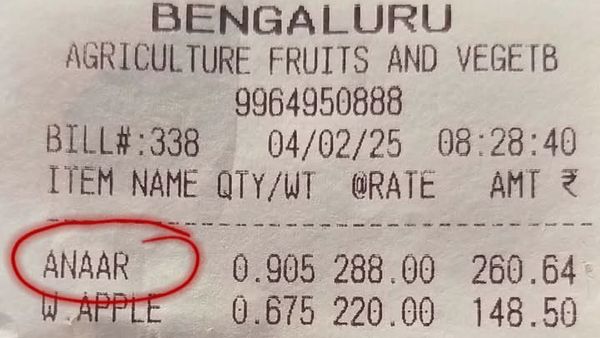 BENGALURU
AGRICULTURE FRUITS AND VEGETB
9964950888
BILL#:338 04/02/25 08:28:40
ITEM NAME QTY/WT @RATE AMT ₹
ANAAR 0.905 288.00 260.64
W.APPLE 0.675 220.00 148.50